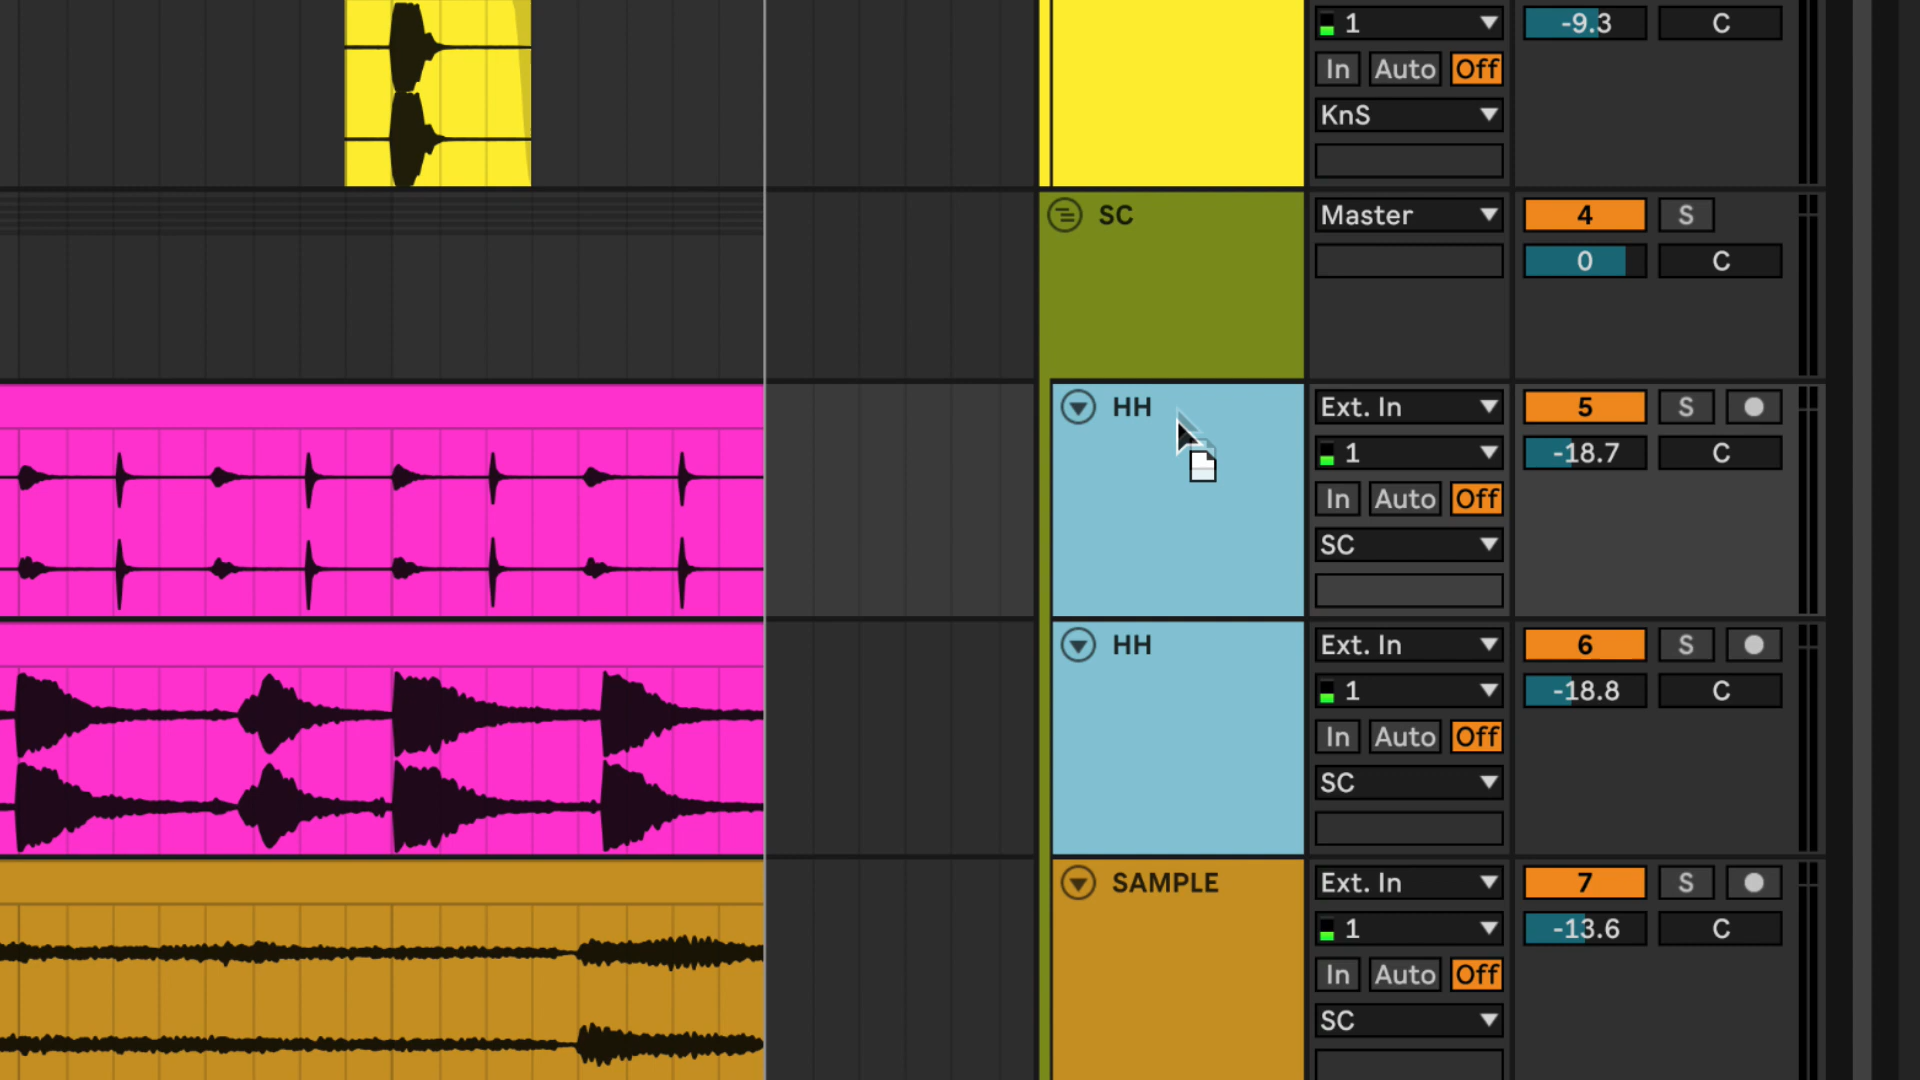 1 -9.3 C
In Auto Off
KnS
SC Master 4 S
0 C
HH Ext. In 5 S
1 -18.7 C
In Auto Off
SC
HH Ext. In 6 S
1 -18.8 C
In Auto Off
SC
SAMPLE Ext. In 7 S
1 -13.6 C
In Auto Off
SC